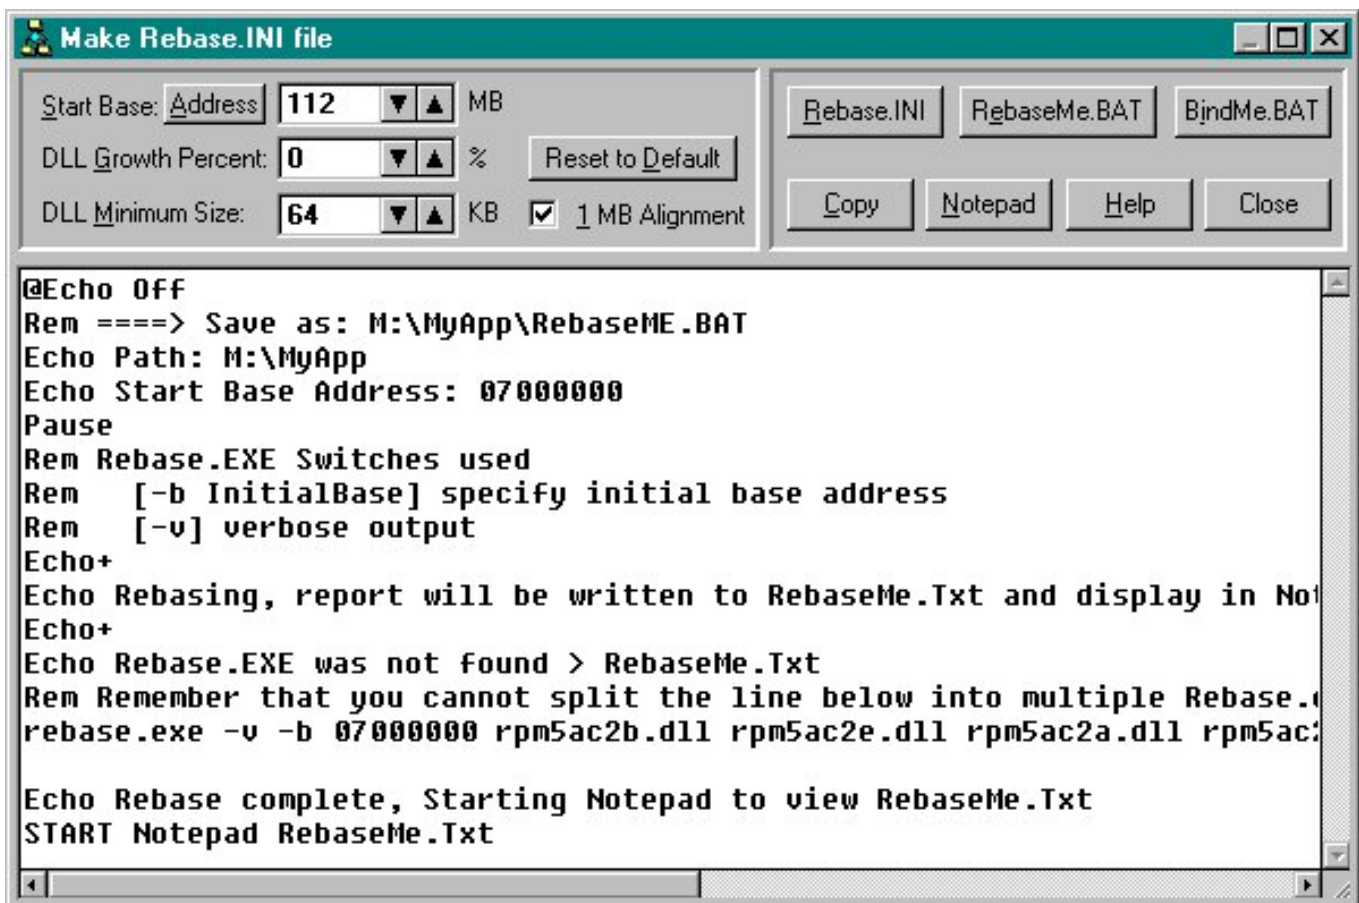 Make Rebase.INI file
Start Base: Address 112 MB
DLL Growth Percent: 0 % Reset to Default
DLL Minimum Size: 64 KB 1 MB Alignment
Rebase.INI RebaseMe.BAT BindMe.BAT
Copy Notepad Help Close
@Echo Off
Rem ====> Save as: M:\MyApp\RebaseME.BAT
Echo Path: M:\MyApp
Echo Start Base Address: 07000000
Pause
Rem Rebase.EXE Switches used
Rem [-b InitialBase] specify initial base address
Rem [-v] verbose output
Echo+
Echo Rebasing, report will be written to RebaseMe.Txt and display in
Echo+
Echo Rebase.EXE was not found > RebaseMe.Txt
Rem Remember that you cannot split the line below into multiple Rebase.
rebase.exe -v -b 07000000 rpm5ac2b.dll rpm5ac2e.dll rpm5ac2a.dll rpm5ac
Echo Rebase complete, Starting Notepad to view RebaseMe.Txt
START Notepad RebaseMe.Txt